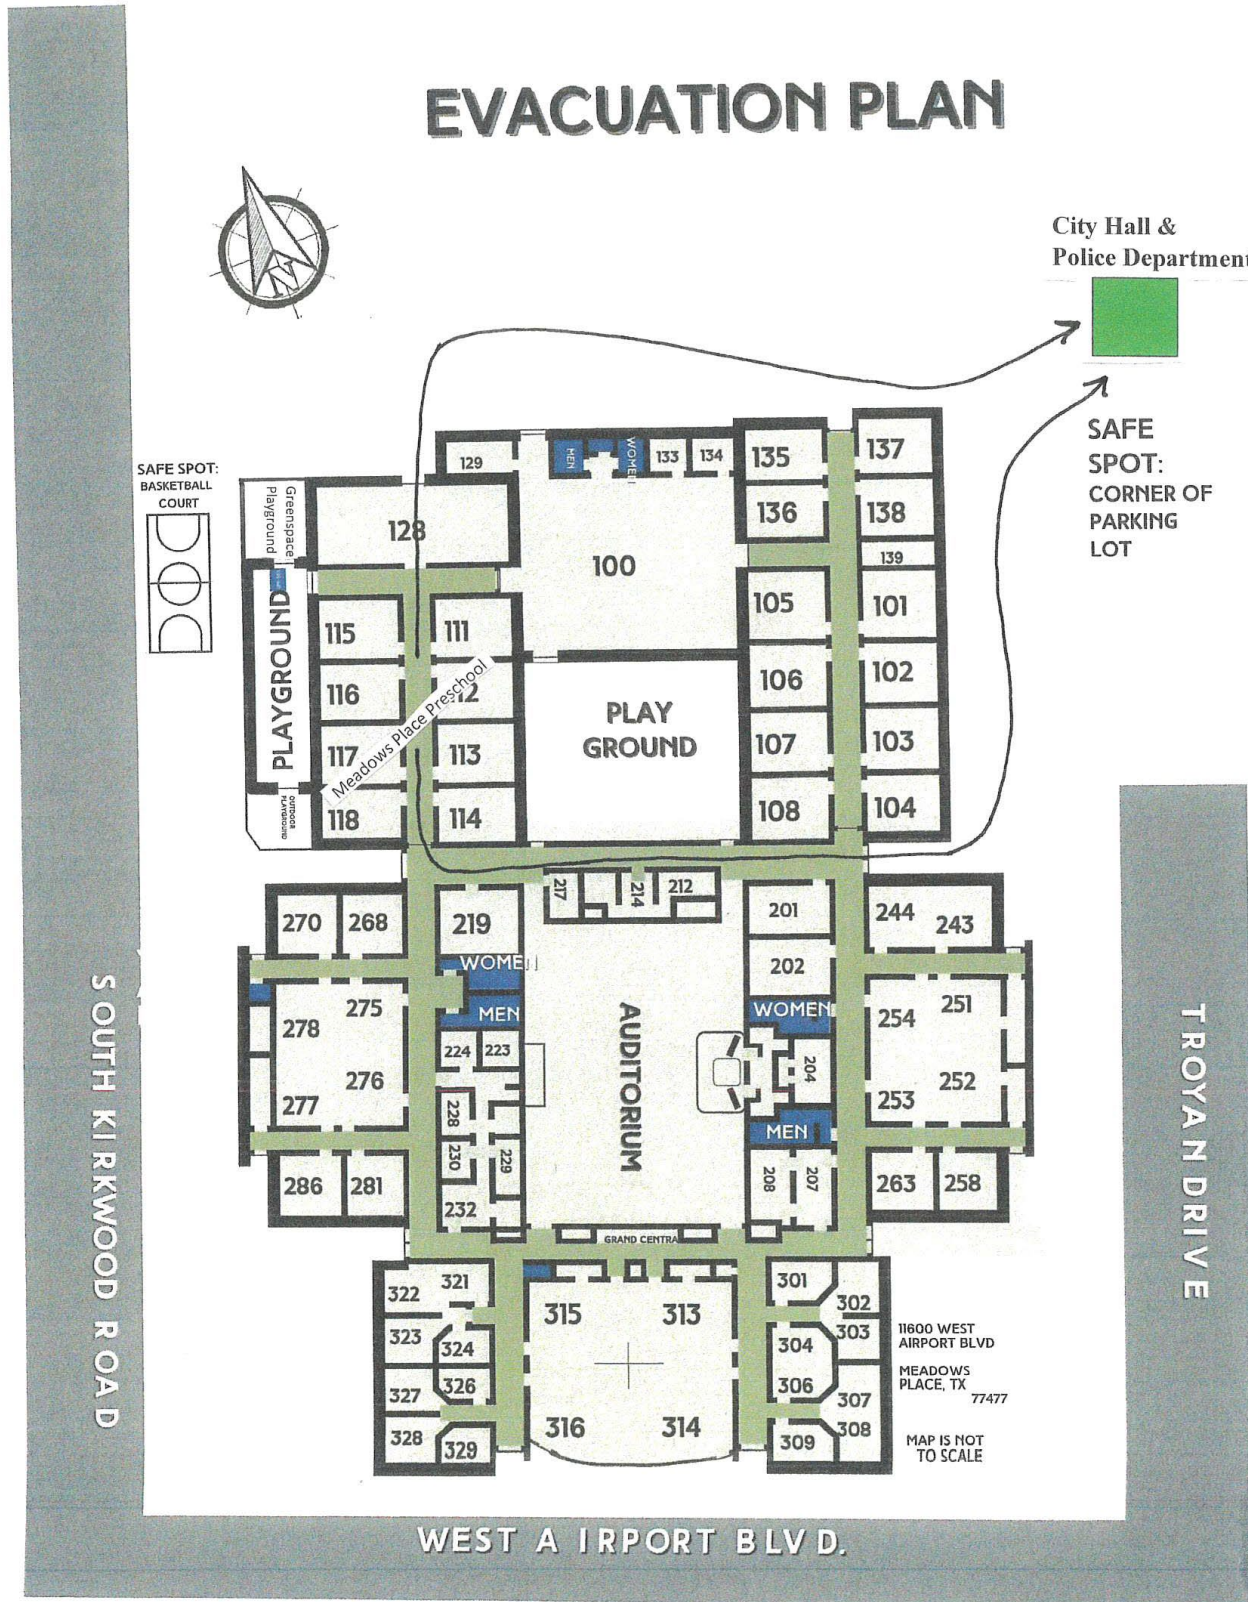 EVACUATION PLAN
N
City Hall &
Police Department
SAFE
SPOT:
CORNER OF
PARKING
LOT
SAFE SPOT:
BASKETBALL
COURT
Greenspace
Playground
PLAYGROUND
OUTDOOR
PLAYGROUND
129
MEN
WOMEN
133
134
135
137
128
136
138
100
139
115
111
105
101
116
112
106
102
Meadows Place Preschool
PLAY
GROUND
117
113
107
103
118
114
108
104
217
214
212
270
268
219
201
244
243
WOMEN
202
275
278
MEN
WOMEN
254
251
AUDITORIUM
224
223
204
276
277
228
253
252
MEN
230
229
286
281
232
208
207
263
258
GRAND CENTRA
322
321
315
313
301
302
323
324
304
303
327
326
306
307
328
329
316
314
309
308
11600 WEST
AIRPORT BLVD
MEADOWS
PLACE, TX
77477
MAP IS NOT
TO SCALE
SOUTH KIRKWOOD ROAD
TROYAN DRIVE
WEST A IRPORT BLV D.